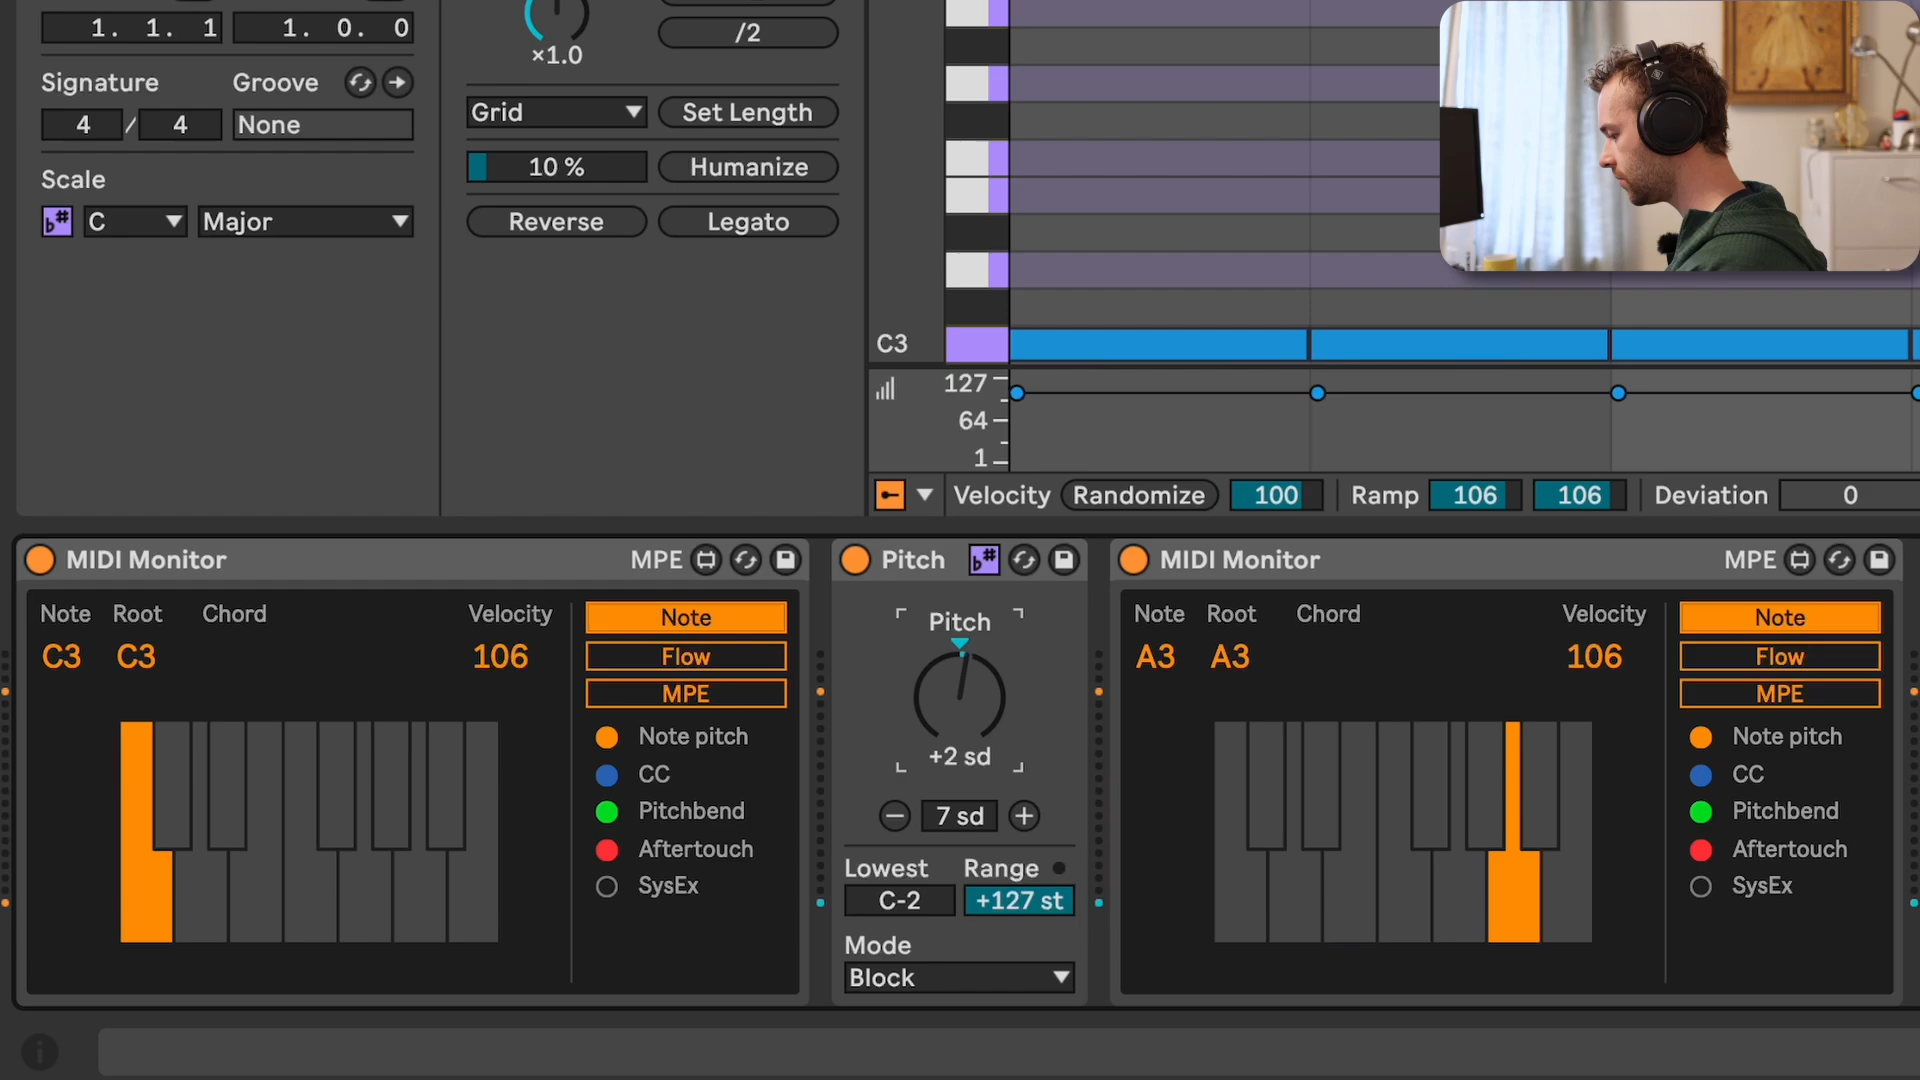 1. 1. 1 1. 0. 0
×1.0
/2
Signature Groove
4 / 4 None
Scale
C Major
Grid Set Length
10 % Humanize
Reverse Legato
C3
127
64
1
Velocity Randomize 100 Ramp 106 106 Deviation 0
MIDI Monitor MPE
Note Root Chord Velocity
C3 C3 106
Note
Flow
MPE
Note pitch
CC
Pitchbend
Aftertouch
SysEx
Pitch
Pitch
+2 sd
7 sd
Lowest Range
C-2 +127 st
Mode
Block
MIDI Monitor MPE
Note Root Chord Velocity
A3 A3 106
Note
Flow
MPE
Note pitch
CC
Pitchbend
Aftertouch
SysEx